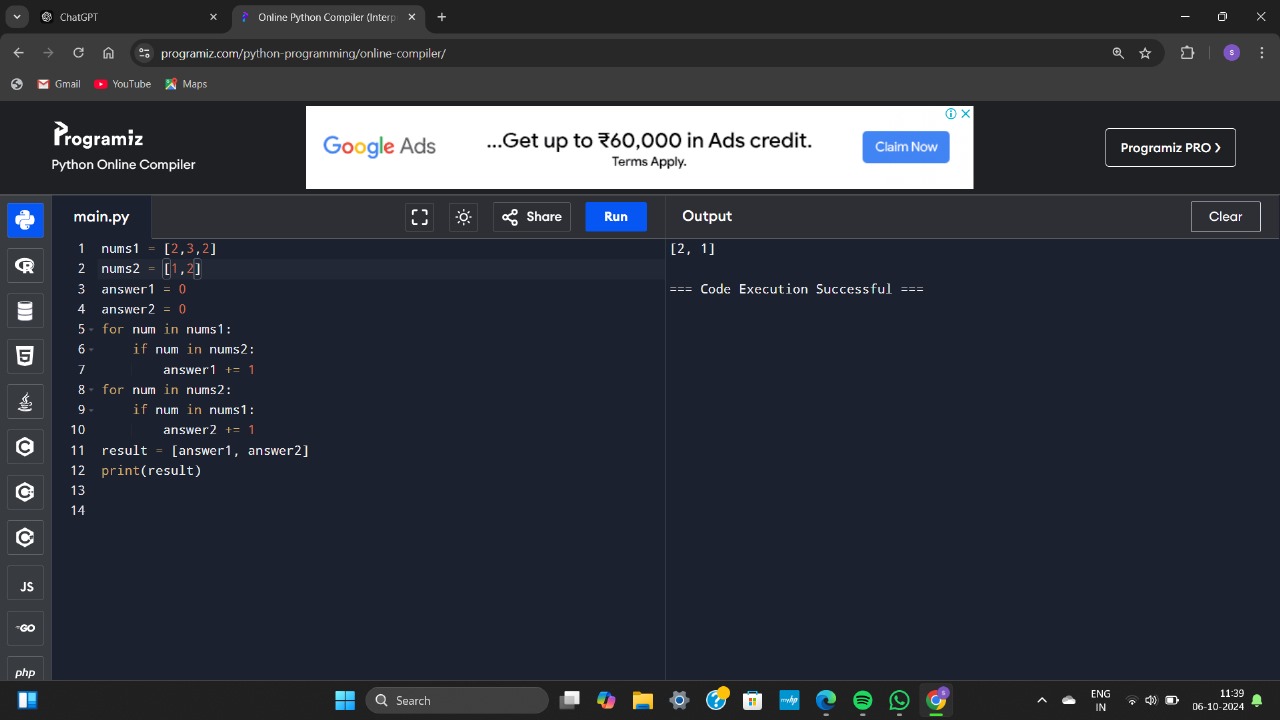 ChatGPT
Online Python Compiler (Interp
programiz.com/python-programming/online-compiler/
S
Gmail
YouTube
Maps
Programiz
Python Online Compiler
Google Ads
...Get up to ₹60,000 in Ads credit.
Terms Apply.
Claim Now
Programiz PRO
main.py
Share
Run
Output
Clear
1 nums1 = [2,3,2]
2 nums2 = [1,2]
3 answer1 = 0
4 answer2 = 0
5 for num in nums1:
6 if num in nums2:
7 answer1 += 1
8 for num in nums2:
9 if num in nums1:
10 answer2 += 1
11 result = [answer1, answer2]
12 print(result)
13
14
[2, 1]
=== Code Execution Successful ===
JS
GO
php
Search
myhp
ENG
IN
11:39
06-10-2024